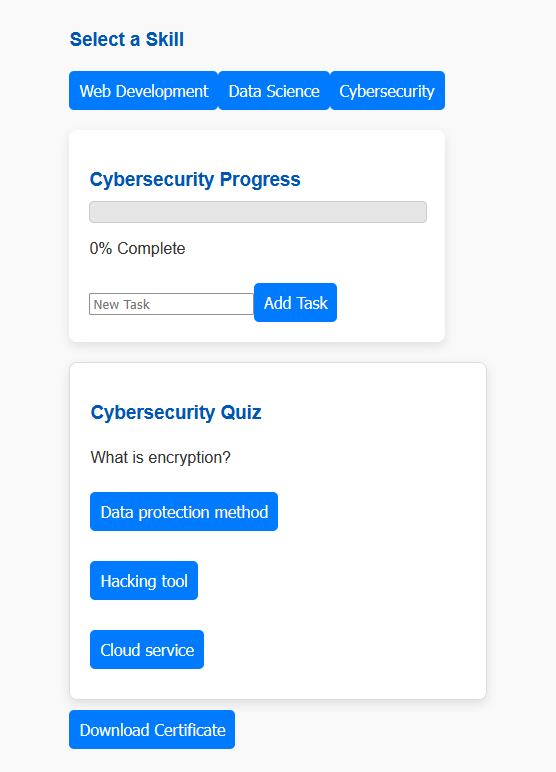 Select a Skill
Web Development Data Science Cybersecurity
Cybersecurity Progress
0% Complete
New Task Add Task
Cybersecurity Quiz
What is encryption?
Data protection method
Hacking tool
Cloud service
Download Certificate